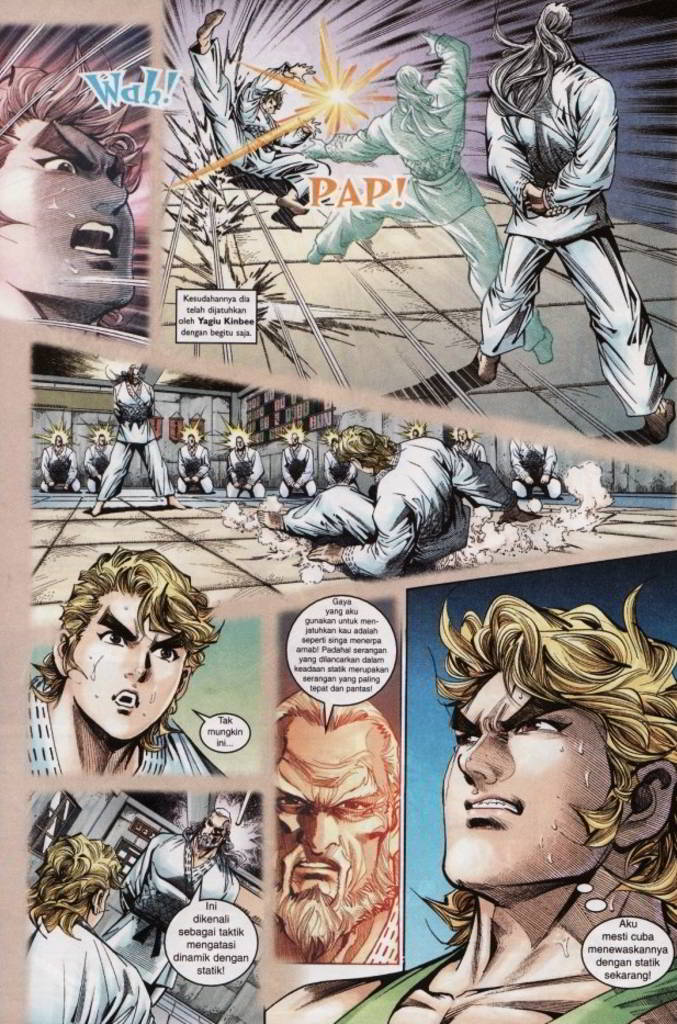 Wah!
PAP!
Kesudahannya dia
telah dijatuhkan
oleh Yagiu Kinbee
dengan begitu saja.
Tak
mungkin
ini...
Gaya
yang aku
gunakan untuk men-
jatuhkan kau adalah
seperti singa menerpa
arnab! Padahal serangan
yang dilancarkan dalam
keadaan statik merupakan
serangan yang paling
tepat dan pantas!
Ini
dikenali
sebagai taktik
mengatasi
dinamik dengan
statik!
Aku
mesti cuba
menewaskannya
dengan statik
sekarang!